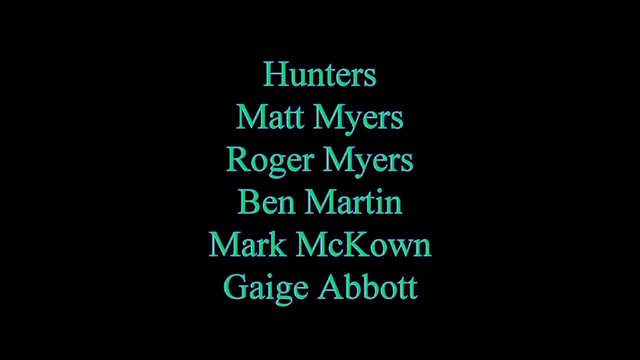 Hunters
Matt Myers
Roger Myers
Ben Martin
Mark McKown
Gaige Abbott